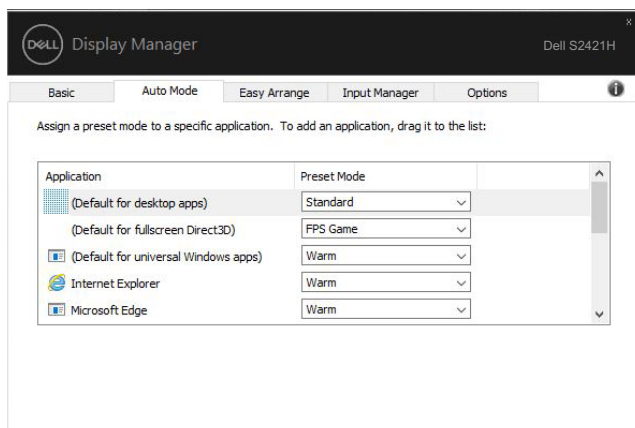 DELL Display Manager
x
Dell S2421H
Basic Auto Mode Easy Arrange Input Manager Options
Assign a preset mode to a specific application. To add an application, drag it to the list:
Application Preset Mode
(Default for desktop apps) Standard
(Default for fullscreen Direct3D) FPS Game
(Default for universal Windows apps) Warm
Internet Explorer Warm
Microsoft Edge Warm